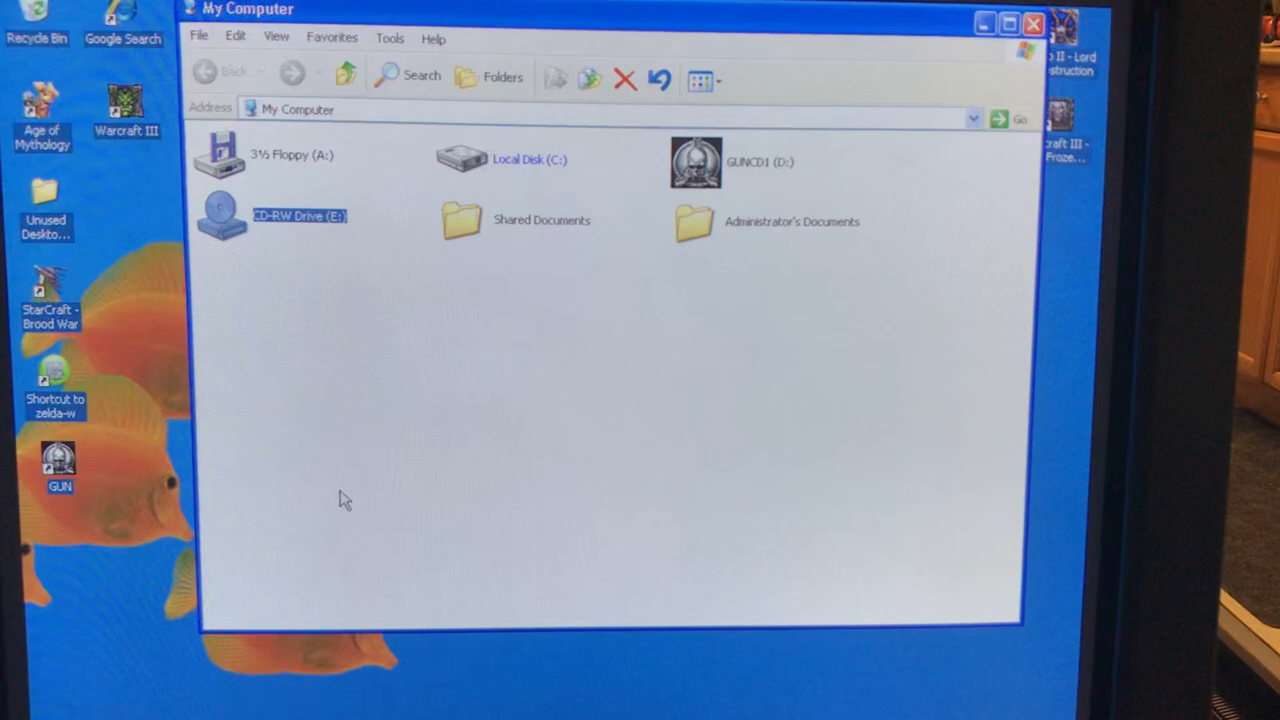 My Computer
File Edit View Favorites Tools Help
Back Search Folders
Address My Computer Go
3½ Floppy (A:)
Local Disk (C:)
GUNCD1 (D:)
CD-RW Drive (E:)
Shared Documents
Administrator's Documents
Recycle Bin
Google Search
Age of
Mythology
Warcraft III
Unused
Deskto...
StarCraft -
Brood War
Shortcut to
zelda-w
GUN
II - Lord
struction
craft III -
Froze...